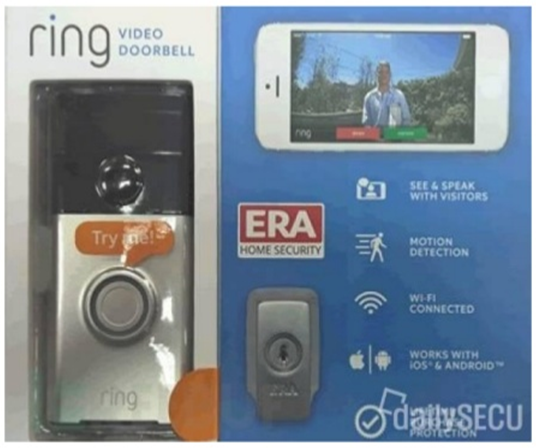 ring VIDEO
DOORBELL
ring
Try me!
ERA
HOME SECURITY
SEE & SPEAK
WITH VISITORS
MOTION
DETECTION
WI-FI
CONNECTED
WORKS WITH
iOS® & ANDROID™
PROTECTION
dailySECU
ring
ERA